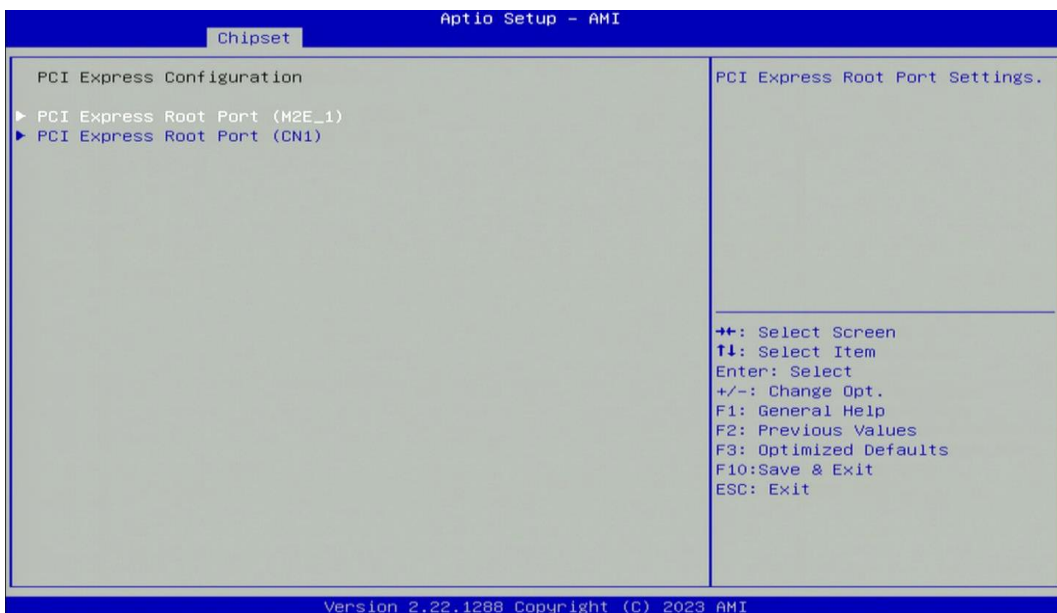 Aptio Setup – AMI
Chipset
PCI Express Configuration
▶ PCI Express Root Port (M2E_1)
▶ PCI Express Root Port (CN1)
PCI Express Root Port Settings.
→←: Select Screen
↑↓: Select Item
Enter: Select
+/-: Change Opt.
F1: General Help
F2: Previous Values
F3: Optimized Defaults
F10:Save & Exit
ESC: Exit
Version 2.22.1288 Copyright (C) 2023 AMI